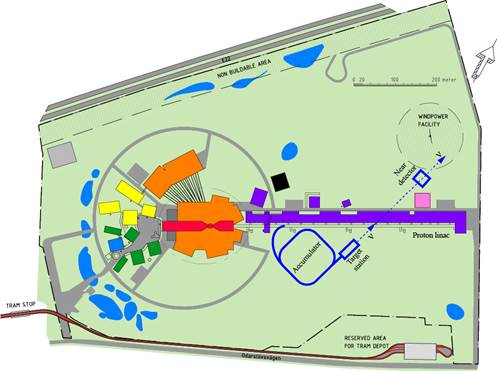 E22
NON BUILDABLE AREA
0 20 100 200 meter
WINDPOWER
FACILITY
ν
Near
detector
ν
Proton linac
Accumulator
Target
station
TRAM STOP
RESERVED AREA
FOR TRAM DEPOT
Odarslövsvägen